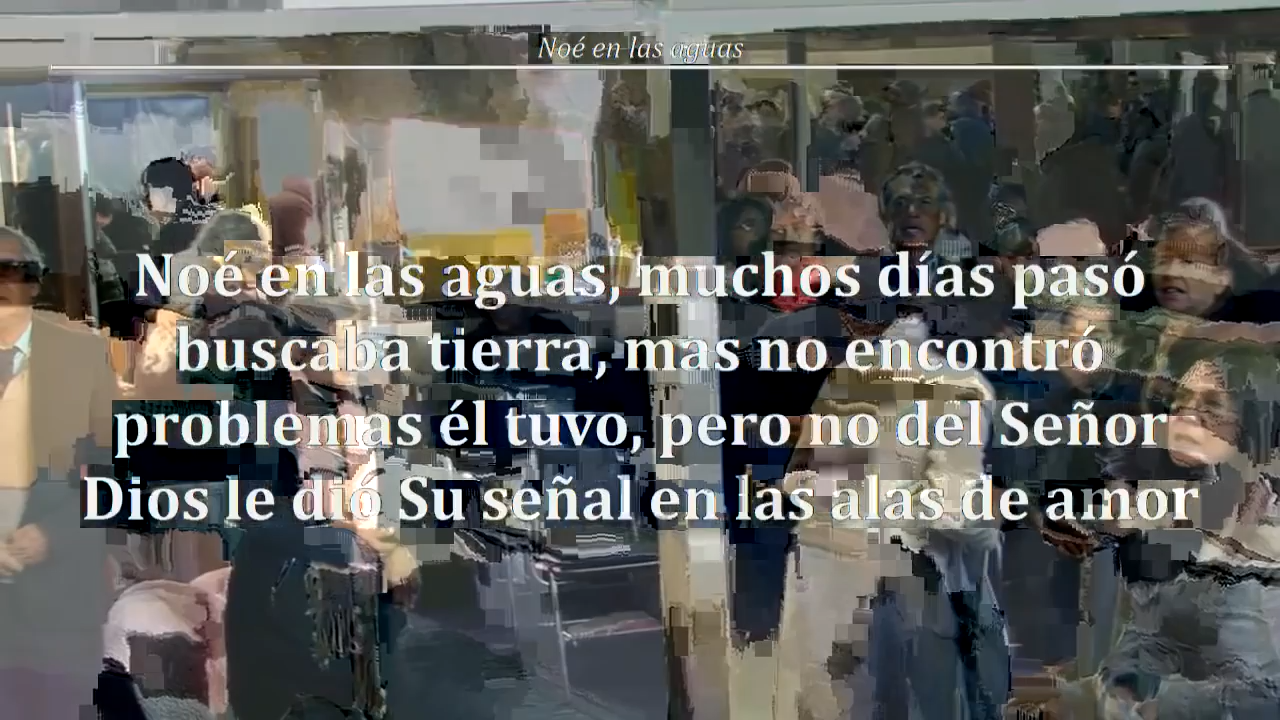 Noé en las aguas
Noé en las aguas, muchos días pasó
buscaba tierra, mas no encontró
problemas él tuvo, pero no del Señor
Dios le dió Su señal en las alas de amor